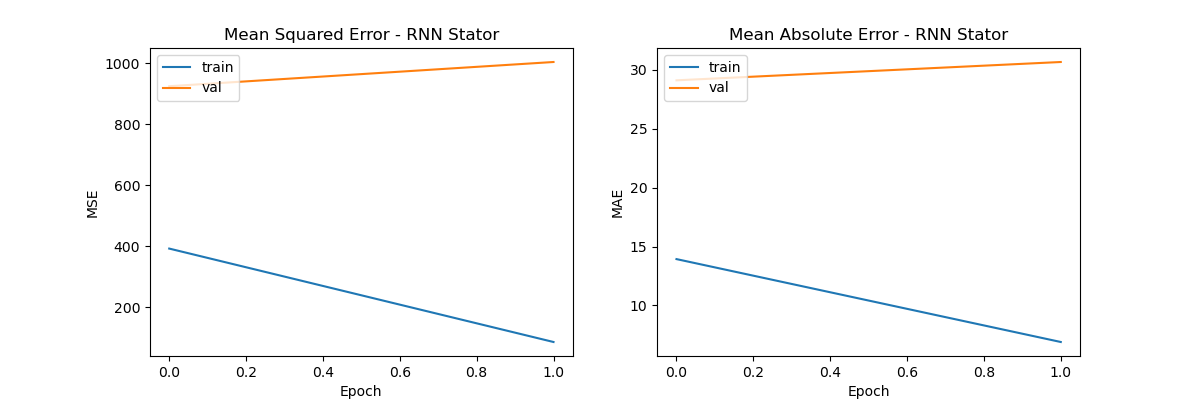 Mean Squared Error - RNN Stator
train
val
1000
800
600
400
200
MSE
0.0 0.2 0.4 0.6 0.8 1.0
Epoch
Mean Absolute Error - RNN Stator
train
val
30
25
20
15
10
MAE
0.0 0.2 0.4 0.6 0.8 1.0
Epoch